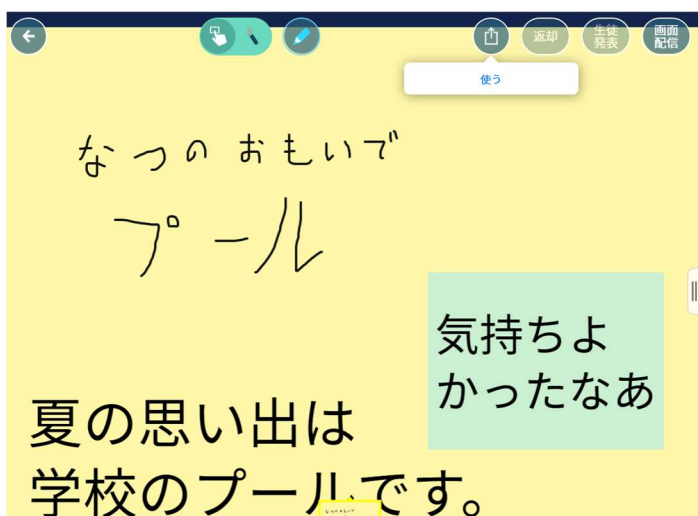 返却
生徒
発表
画面
配信
使う
なつのおもいで
プール
気持ちよ
かったなあ
夏の思い出は
学校のプールです。